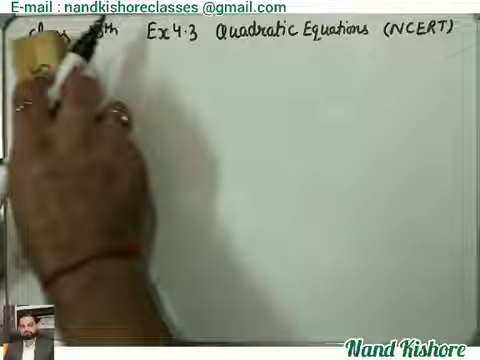 E-mail : nandkishoreclasses @gmail.com
Ex 4.3 Quadratic Equations (NCERT)
Nand Kishore